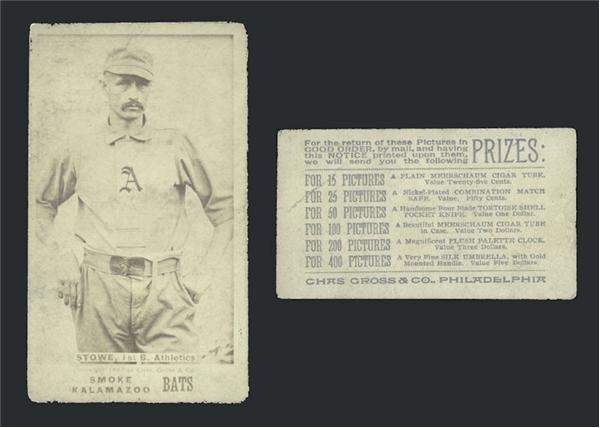 A
STOWE, 1st B. Athletics
SMOKE
KALAMAZOO BATS
For the return of these Pictures in
GOOD ORDER, by mail, and having
this NOTICE printed upon them,
we will send you the following
PRIZES:
FOR 15 PICTURES A PLAIN MEERSCHAUM CIGAR TUBE.
Value Twenty-five Cents.
FOR 25 PICTURES A Nickel-Plated COMBINATION MATCH
SAFE. Value, Fifty Cents.
FOR 50 PICTURES A Handsome Four Blade TORTOISE SHELL
POCKET KNIFE. Value One Dollar.
FOR 100 PICTURES A Beautiful MEERSCHAUM CIGAR TUBE
in Case. Value Two Dollars.
FOR 200 PICTURES A Magnificent PLUSH PALETTE CLOCK.
Value Three Dollars.
FOR 400 PICTURES A Very Fine SILK UMBRELLA, with Gold
Mounted Handle. Value Five Dollars.
CHAS GROSS & CO., PHILADELPHIA